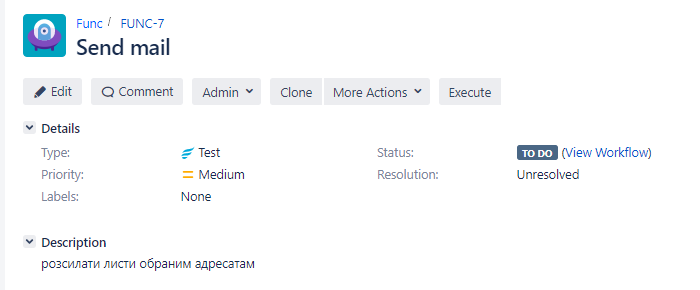 Func / FUNC-7
Send mail
Edit Comment Admin Clone More Actions Execute
Details
Type: Test Status: TO DO (View Workflow)
Priority: Medium Resolution: Unresolved
Labels: None
Description
розсилати листи обраним адресатам